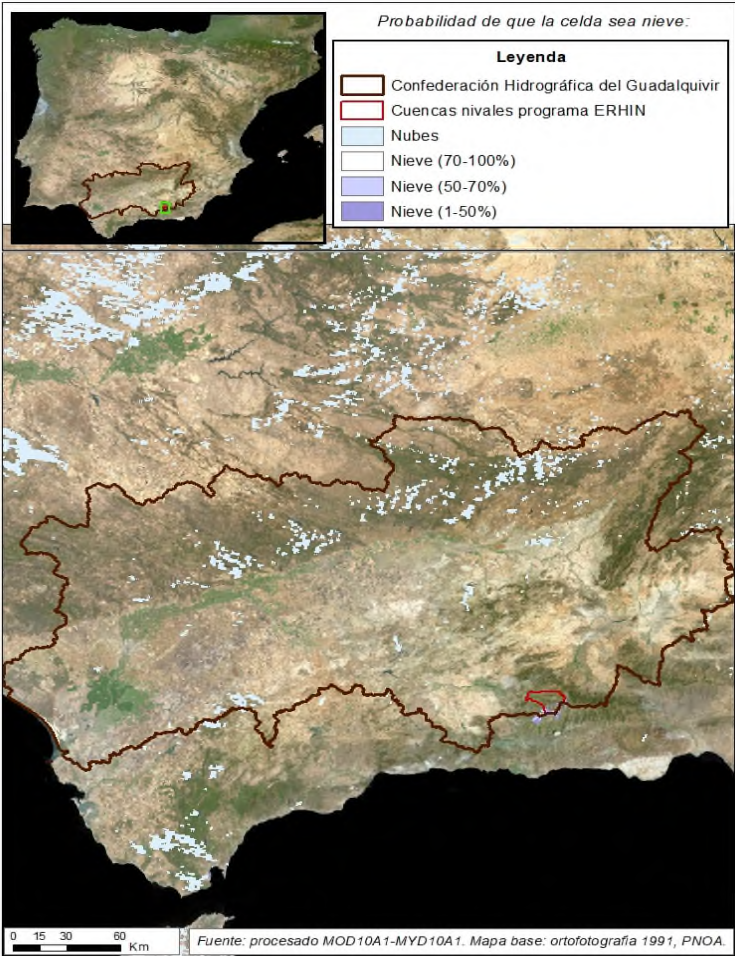 Probabilidad de que la celda sea nieve:
Leyenda
Confederación Hidrográfica del Guadalquivir
Cuencas nivales programa ERHIN
Nubes
Nieve (70-100%)
Nieve (50-70%)
Nieve (1-50%)
0 15 30 60
Km
Fuente: procesado MOD10A1-MYD10A1. Mapa base: ortofotografia 1991, PNOA.